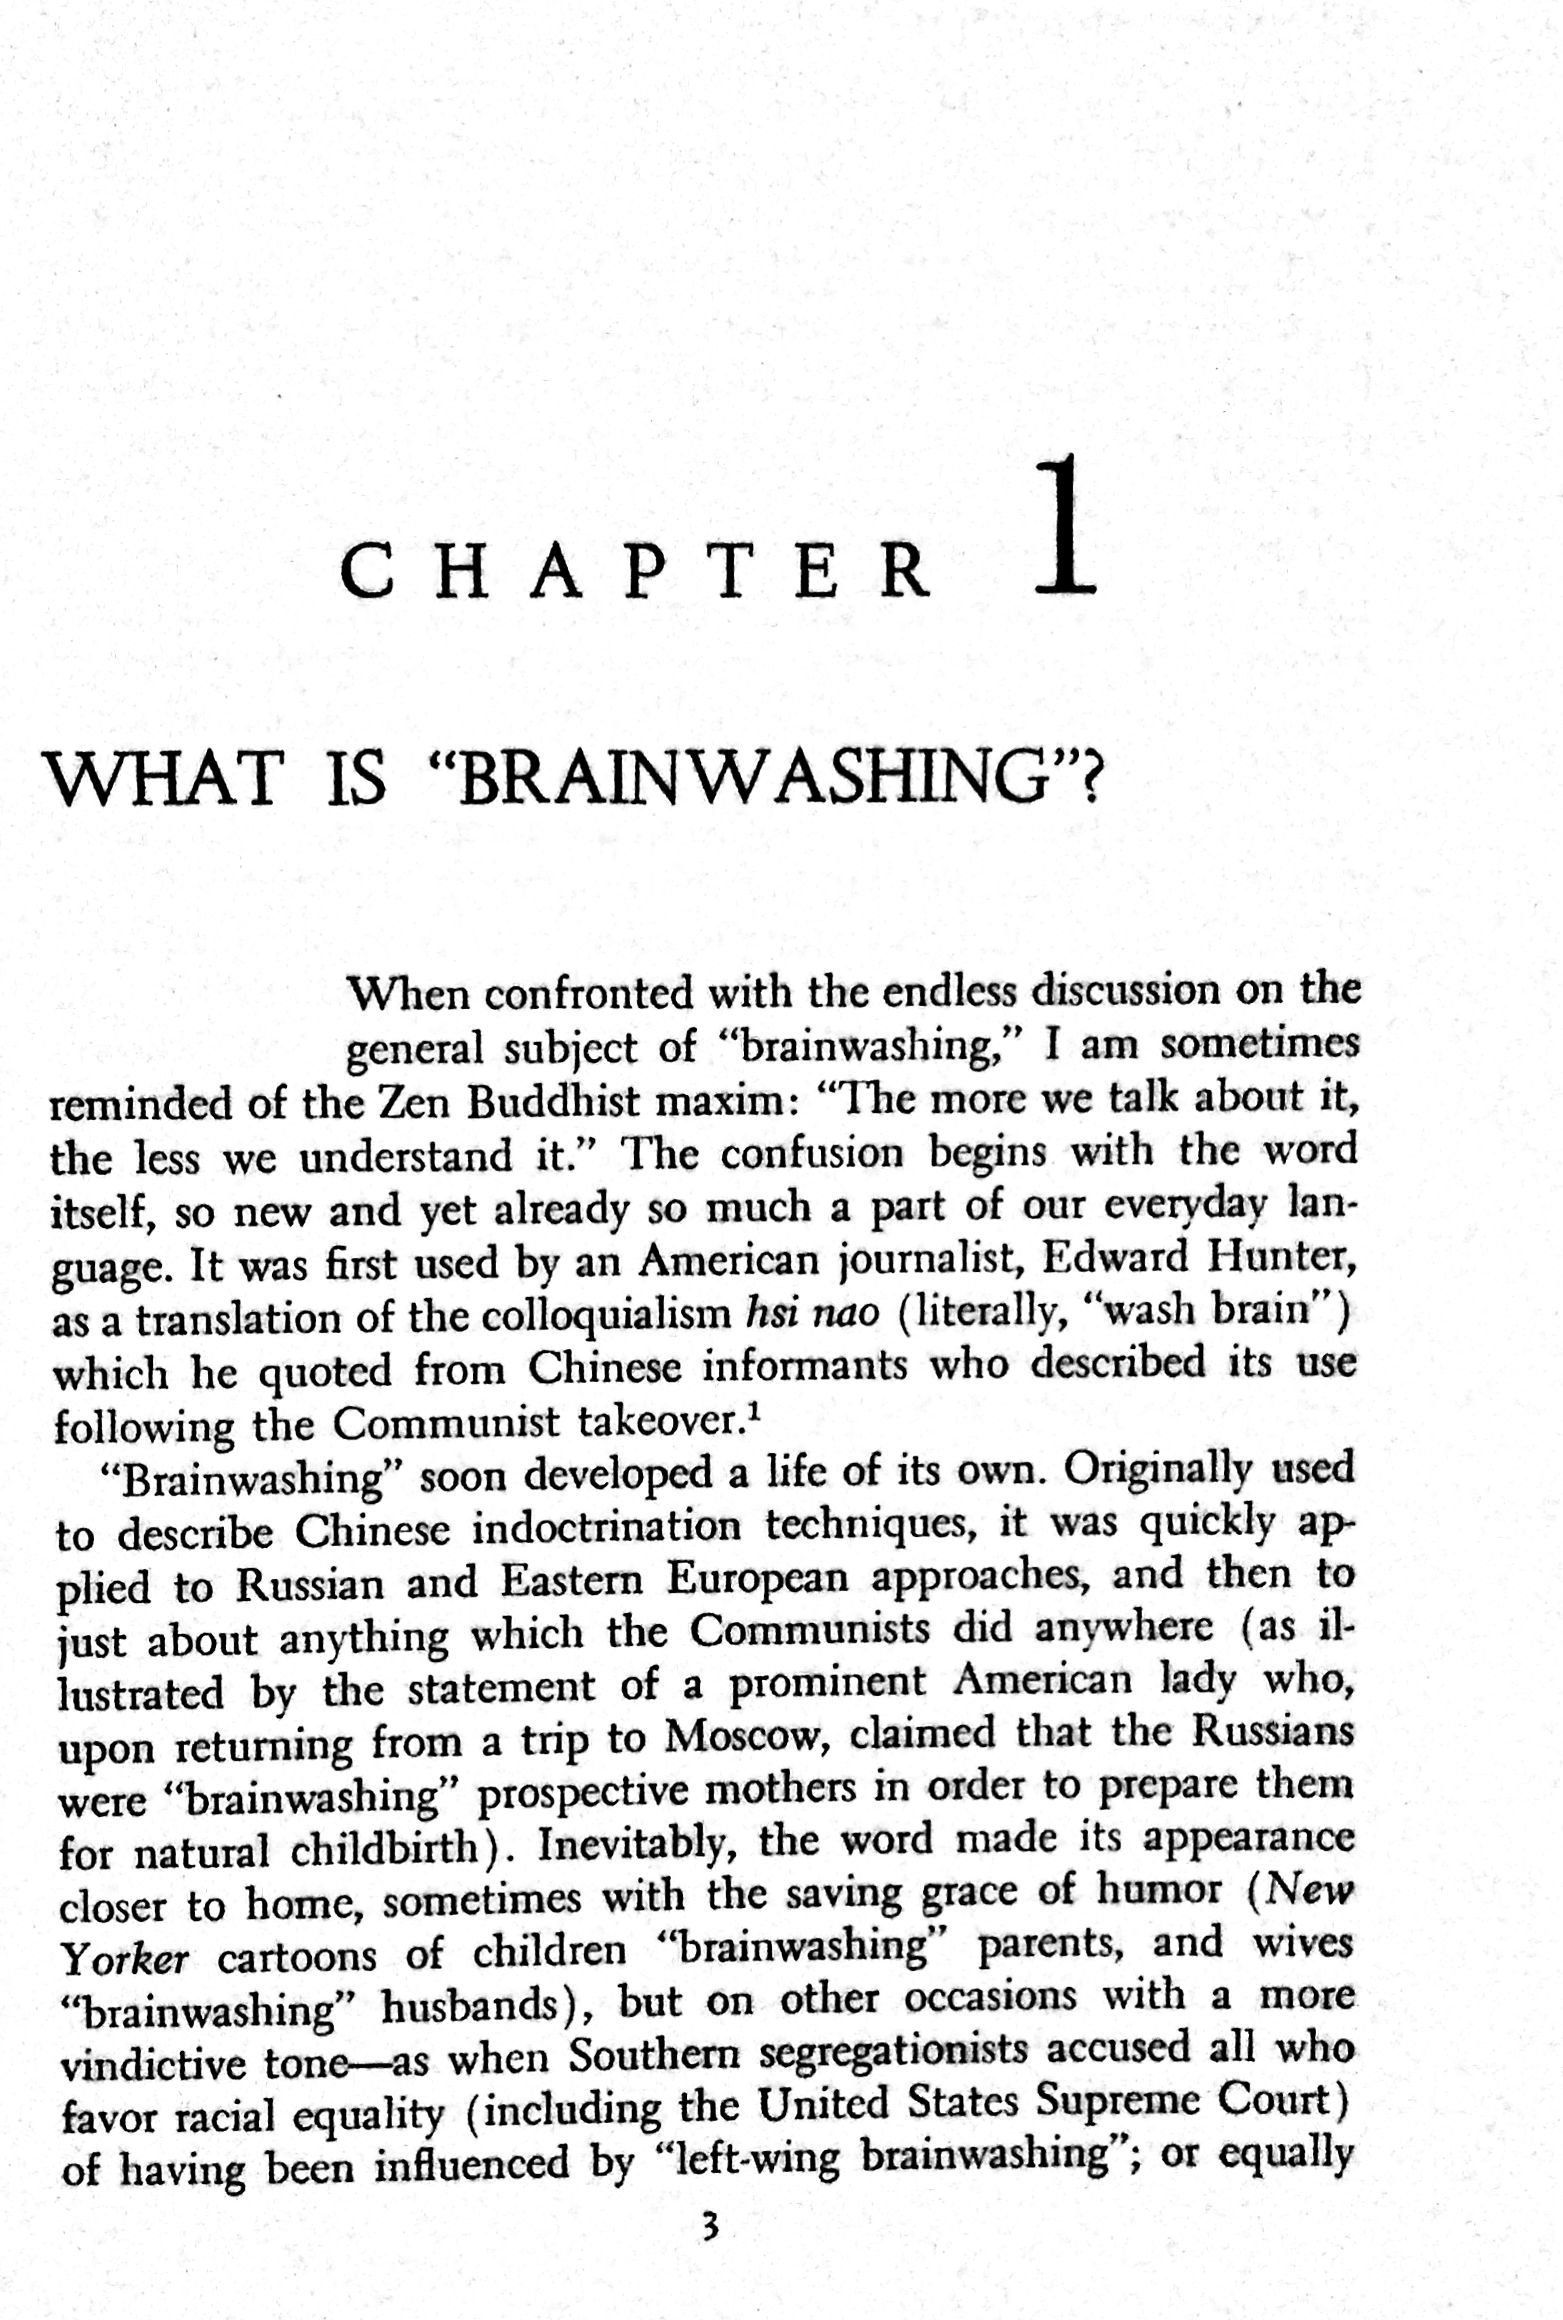 CHAPTER 1
WHAT IS “BRAINWASHING”?
When confronted with the endless discussion on the
general subject of “brainwashing,” I am sometimes
reminded of the Zen Buddhist maxim: “The more we talk about it,
the less we understand it.” The confusion begins with the word
itself, so new and yet already so much a part of our everyday lan-
guage. It was first used by an American journalist, Edward Hunter,
as a translation of the colloquialism hsi nao (literally, “wash brain”)
which he quoted from Chinese informants who described its use
following the Communist takeover.¹
“Brainwashing” soon developed a life of its own. Originally used
to describe Chinese indoctrination techniques, it was quickly ap-
plied to Russian and Eastern European approaches, and then to
just about anything which the Communists did anywhere (as il-
lustrated by the statement of a prominent American lady who,
upon returning from a trip to Moscow, claimed that the Russians
were “brainwashing” prospective mothers in order to prepare them
for natural childbirth). Inevitably, the word made its appearance
closer to home, sometimes with the saving grace of humor (New
Yorker cartoons of children “brainwashing” parents, and wives
“brainwashing” husbands), but on other occasions with a more
vindictive tone—as when Southern segregationists accused all who
favor racial equality (including the United States Supreme Court)
of having been influenced by “left-wing brainwashing”; or equally
3